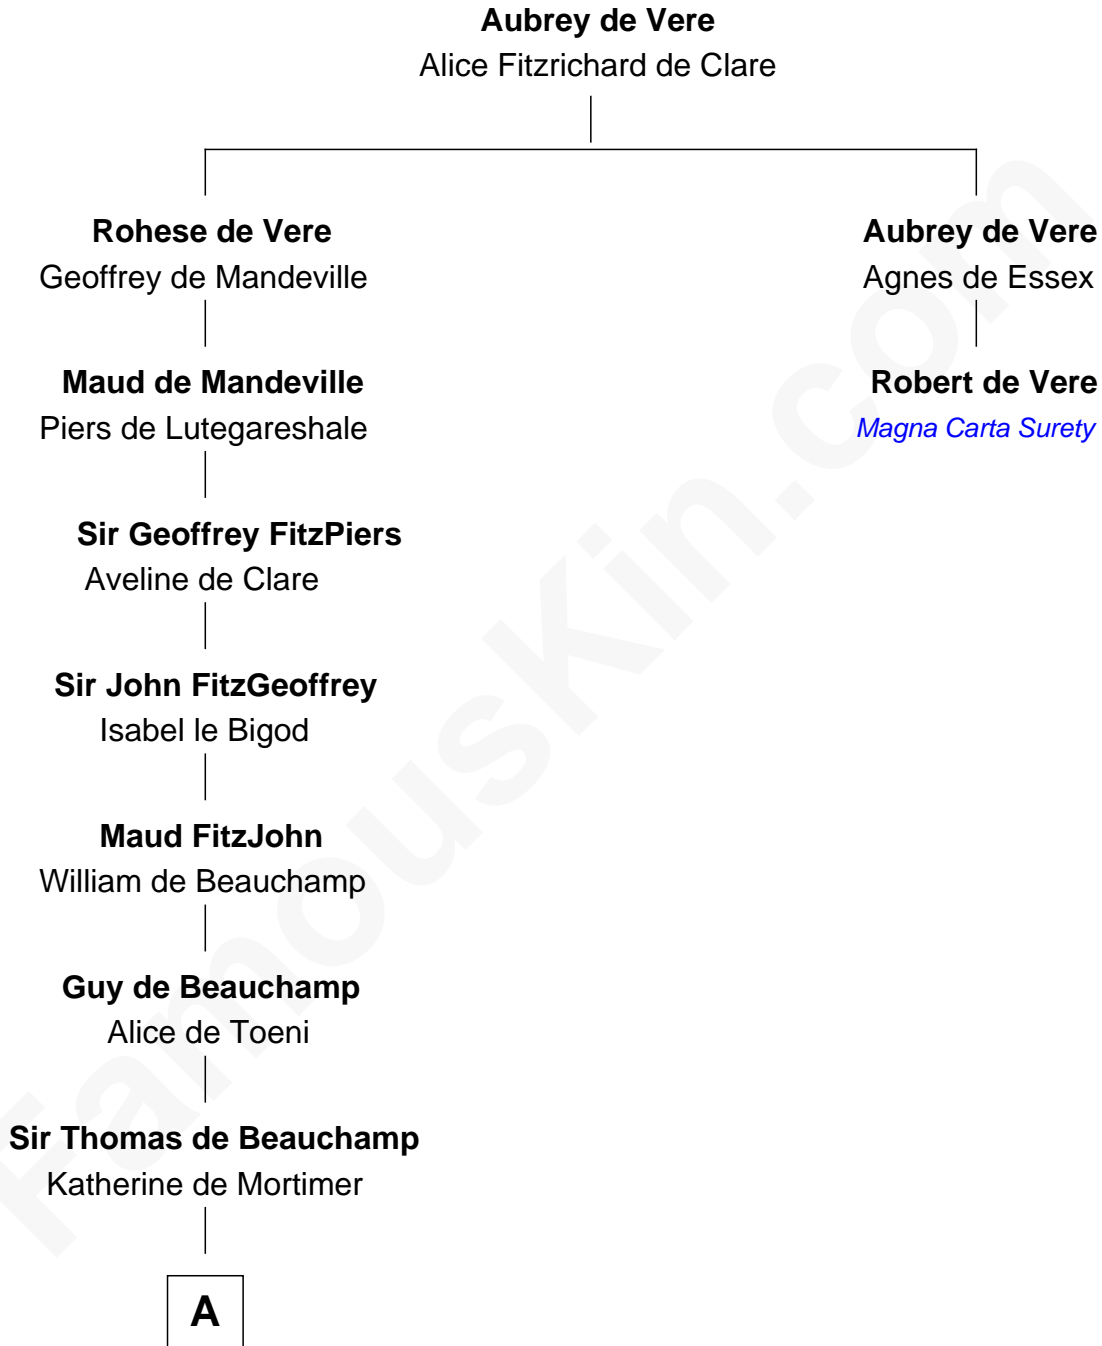 Aubrey de Vere
Alice Fitzrichard de Clare
Rohese de Vere
Geoffrey de Mandeville
Aubrey de Vere
Agnes de Essex
Maud de Mandeville
Piers de Lutegareshale
Robert de Vere
Magna Carta Surety
Sir Geoffrey FitzPiers
Aveline de Clare
Sir John FitzGeoffrey
Isabel le Bigod
Maud FitzJohn
William de Beauchamp
Guy de Beauchamp
Alice de Toeni
Sir Thomas de Beauchamp
Katherine de Mortimer
A
FamousKin.com